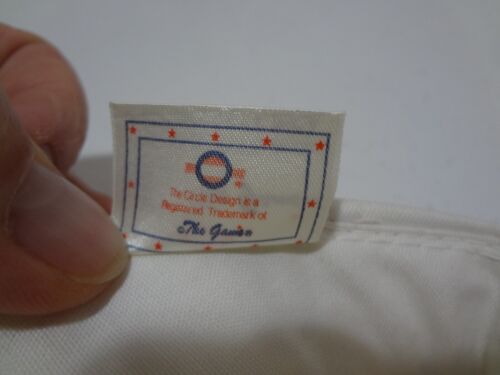 The Circle Design is a
Registered Trademark of
The Game